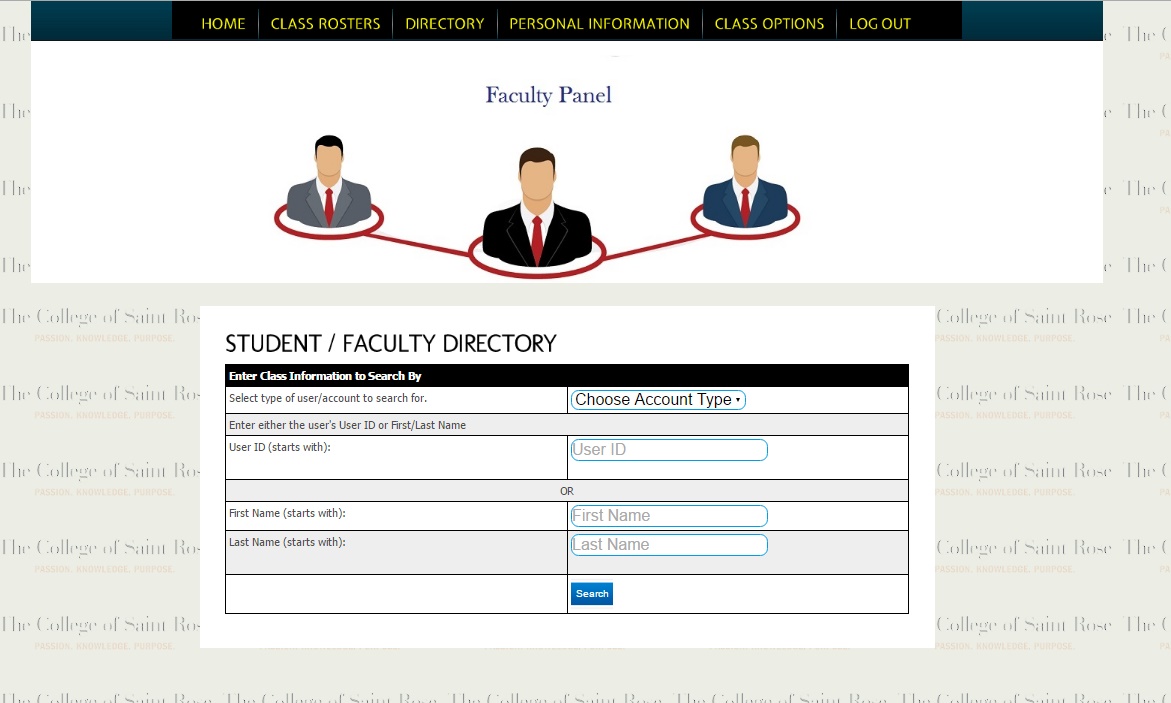 HOME CLASS ROSTERS DIRECTORY PERSONAL INFORMATION CLASS OPTIONS LOG OUT
Faculty Panel
The College of Saint Rose
PASSION. KNOWLEDGE. PURPOSE.
STUDENT / FACULTY DIRECTORY
Enter Class Information to Search By
Select type of user/account to search for. Choose Account Type
Enter either the user's User ID or First/Last Name
User ID (starts with): User ID
OR
First Name (starts with): First Name
Last Name (starts with): Last Name
Search